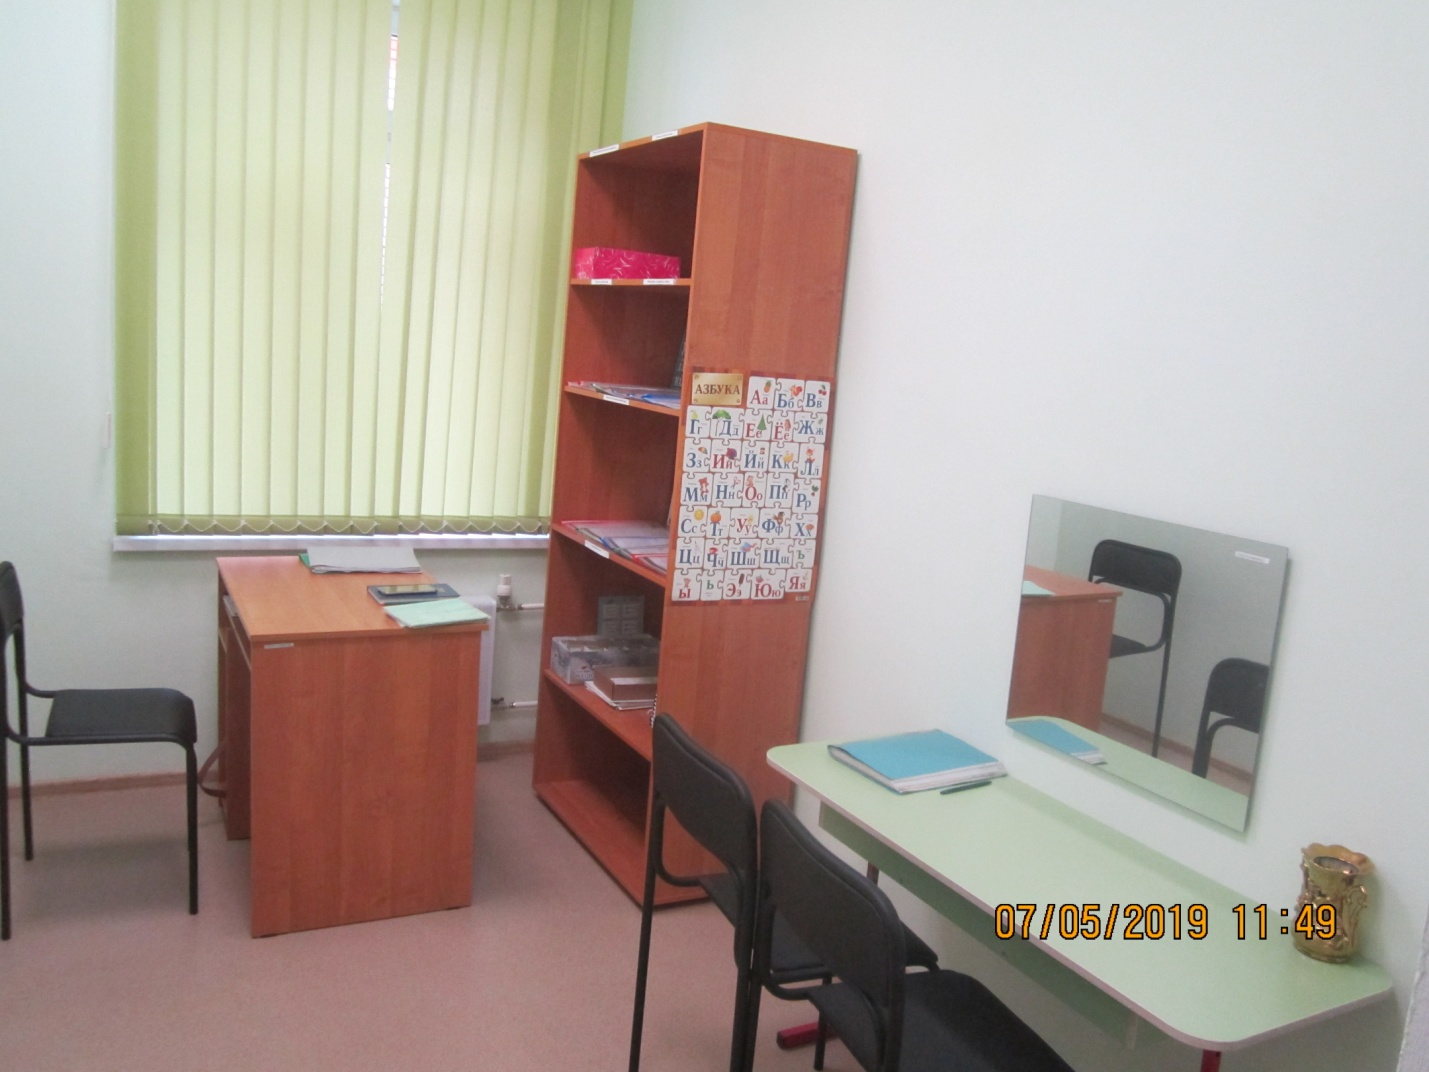 АЗБУКА Аа Бб Вв
Гг Дд Ее Ёё Жж
Зз Ии Йй Кк Лл
Мм Нн Оо Пп Рр
Сс Тт Уу Фф Хх
Цц Чч Шш Щщ Ъ
Ы Ь Ээ Юю Яя
07/05/2019 11:49